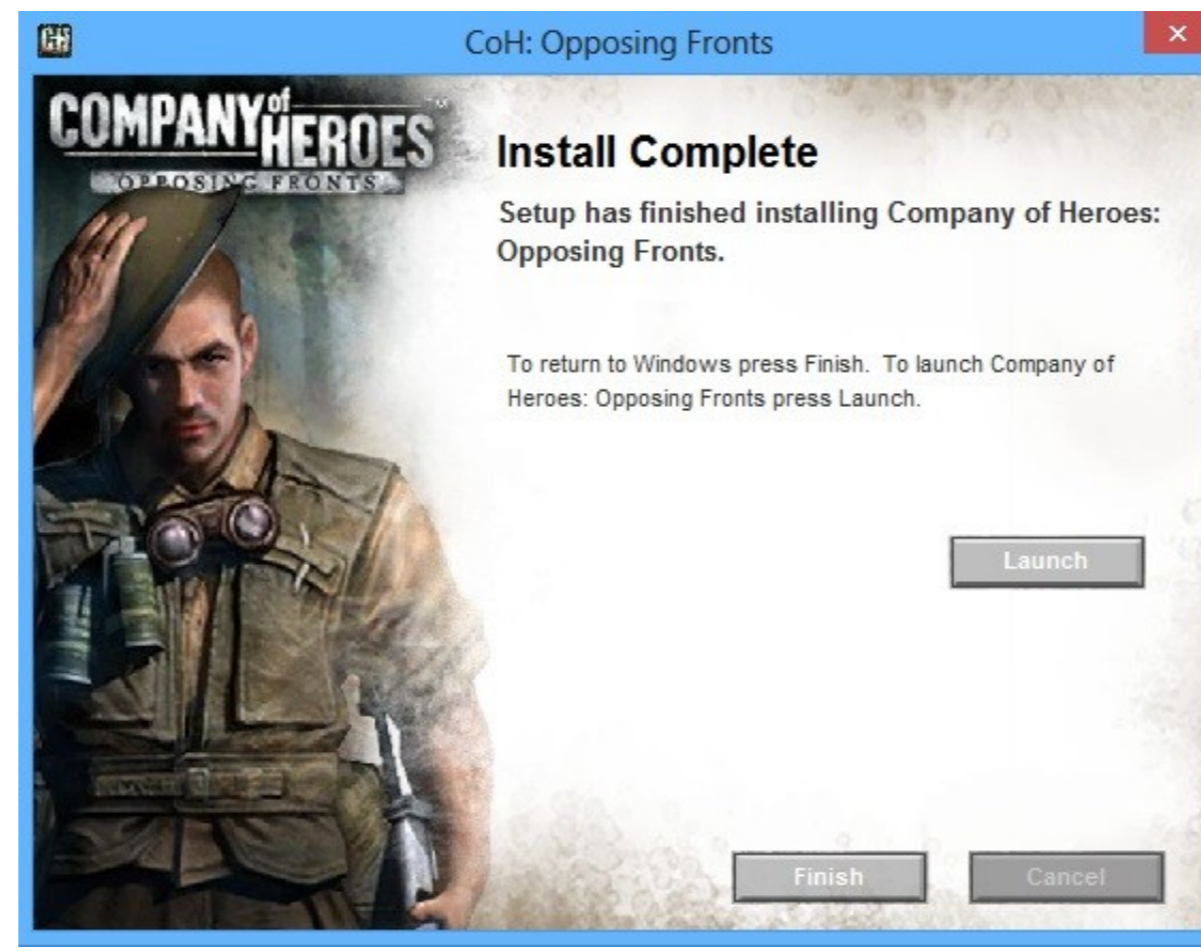 CoH: Opposing Fronts
COMPANY of HEROES ™
OPPOSING FRONTS
Install Complete
Setup has finished installing Company of Heroes:
Opposing Fronts.
To return to Windows press Finish. To launch Company of
Heroes: Opposing Fronts press Launch.
Launch
Finish
Cancel